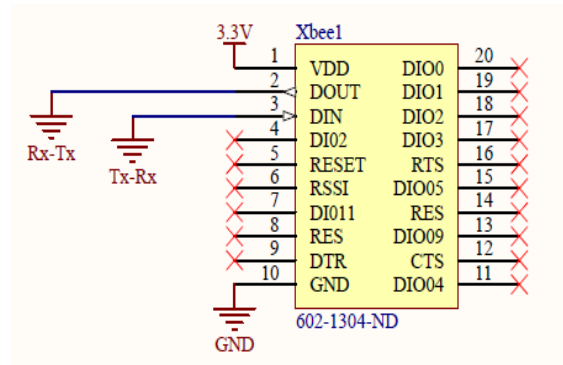 3.3V Xbee1
1 VDD DIO0 20
2 DOUT DIO1 19
3 DIN DIO2 18
4 DI02 DIO3 17
5 RESET RTS 16
6 RSSI DIO05 15
7 DI011 RES 14
8 RES DIO09 13
9 DTR CTS 12
10 GND DIO04 11
Rx-Tx
Tx-Rx
602-1304-ND
GND